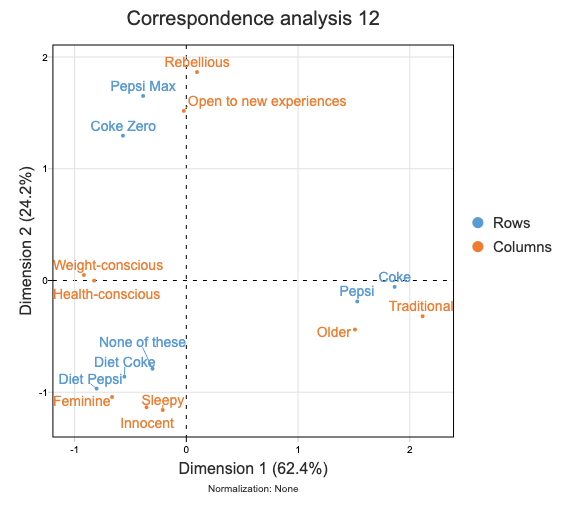 Correspondence analysis 12
2
Rebellious
Pepsi Max
Open to new experiences
Coke Zero
1
Dimension 2 (24.2%)
Rows
Columns
Weight-conscious
0
Coke
Health-conscious
Pepsi
Traditional
Older
None of these
Diet Coke
Diet Pepsi
-1
Feminine
Sleepy
Innocent
-1
0
1
2
Dimension 1 (62.4%)
Normalization: None